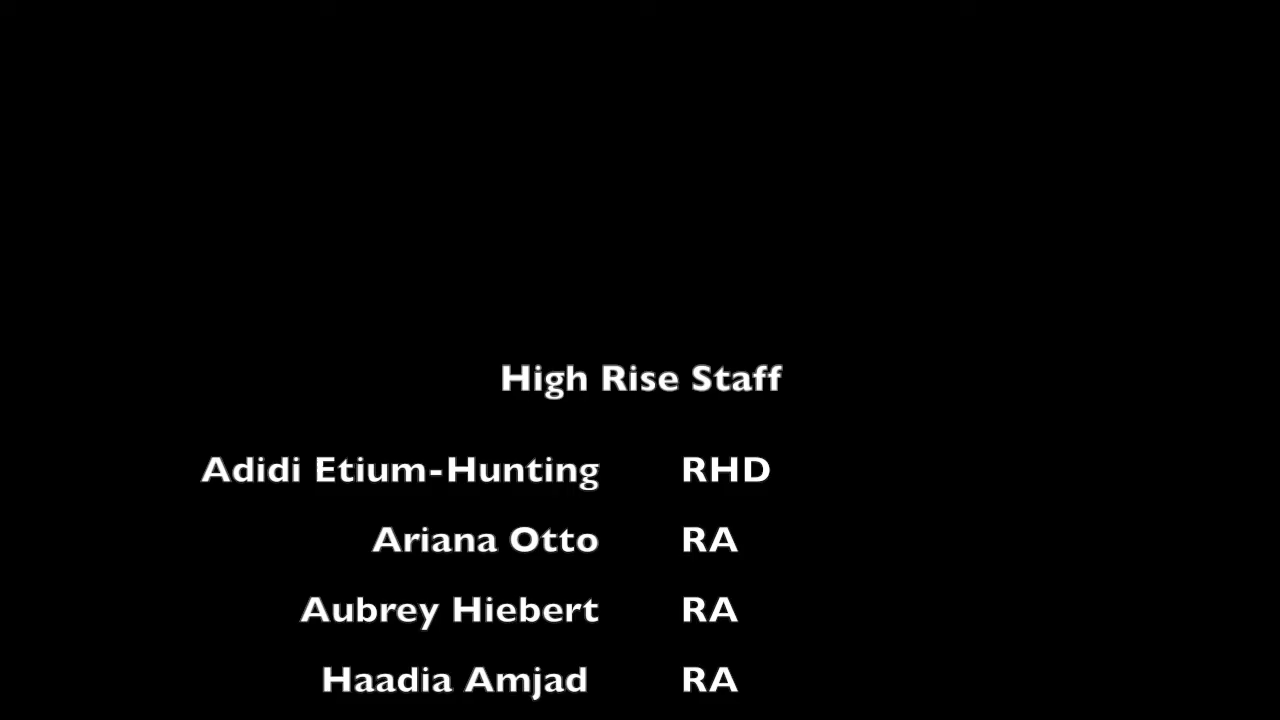 High Rise Staff
Adidi Etium-Hunting RHD
Ariana Otto RA
Aubrey Hiebert RA
Haadia Amjad RA